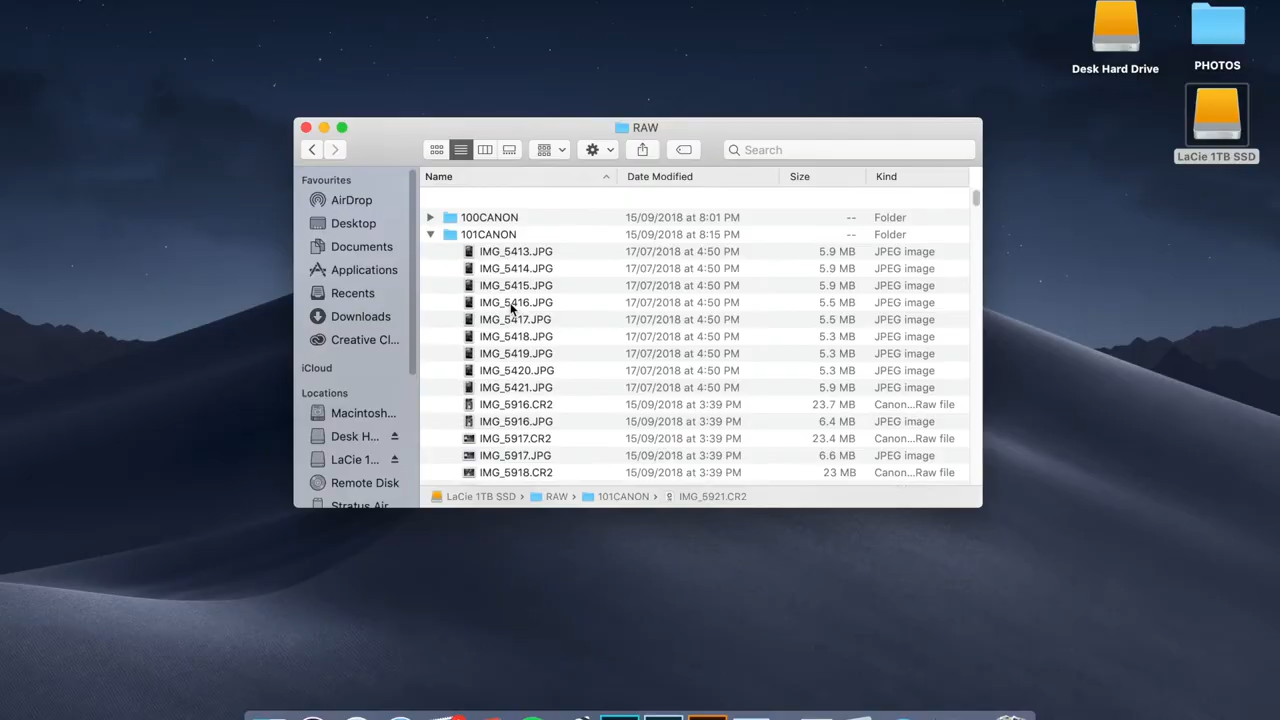 Desk Hard Drive
PHOTOS
LaCie 1TB SSD
RAW
Search
Name Date Modified Size Kind
Favourites
AirDrop
Desktop
Documents
Applications
Recents
Downloads
Creative Cl...
iCloud
Locations
Macintosh...
Desk H...
LaCie 1...
Remote Disk
Stratus Air
100CANON 15/09/2018 at 8:01 PM -- Folder
101CANON 15/09/2018 at 8:15 PM -- Folder
IMG_5413.JPG 17/07/2018 at 4:50 PM 5.9 MB JPEG image
IMG_5414.JPG 17/07/2018 at 4:50 PM 5.9 MB JPEG image
IMG_5415.JPG 17/07/2018 at 4:50 PM 5.9 MB JPEG image
IMG_5416.JPG 17/07/2018 at 4:50 PM 5.5 MB JPEG image
IMG_5417.JPG 17/07/2018 at 4:50 PM 5.5 MB JPEG image
IMG_5418.JPG 17/07/2018 at 4:50 PM 5.3 MB JPEG image
IMG_5419.JPG 17/07/2018 at 4:50 PM 5.3 MB JPEG image
IMG_5420.JPG 17/07/2018 at 4:50 PM 5.3 MB JPEG image
IMG_5421.JPG 17/07/2018 at 4:50 PM 5.9 MB JPEG image
IMG_5916.CR2 15/09/2018 at 3:39 PM 23.7 MB Canon...Raw file
IMG_5916.JPG 15/09/2018 at 3:39 PM 6.4 MB JPEG image
IMG_5917.CR2 15/09/2018 at 3:39 PM 23.4 MB Canon...Raw file
IMG_5917.JPG 15/09/2018 at 3:39 PM 6.6 MB JPEG image
IMG_5918.CR2 15/09/2018 at 3:39 PM 23 MB Canon...Raw file
LaCie 1TB SSD › RAW › 101CANON › IMG_5921.CR2